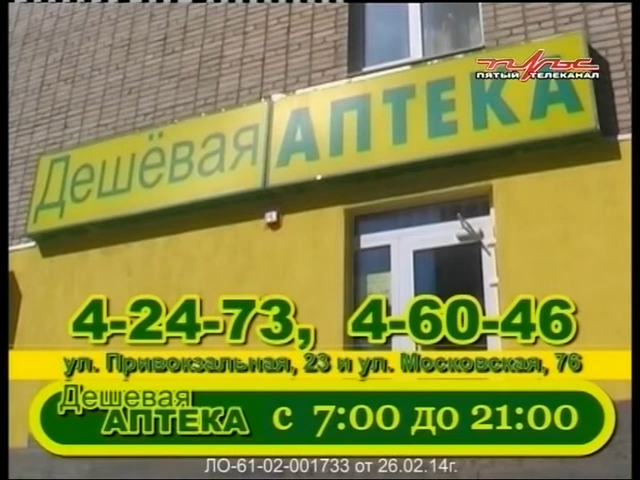 ПУЛЬС
ПЯТЫЙ ТЕЛЕКАНАЛ
Дешёвая АПТЕКА
4-24-73, 4-60-46
ул. Привокзальная, 23 и ул. Московская, 76
Дешевая
АПТЕКА
с 7:00 до 21:00
ЛО-61-02-001733 от 26.02.14г.